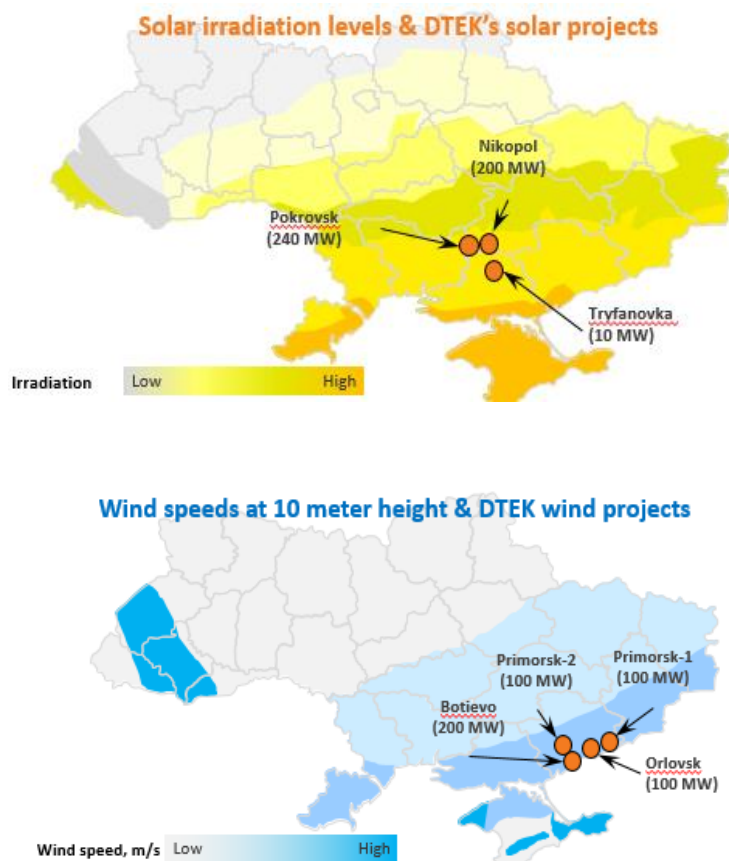 Solar irradiation levels & DTEK's solar projects
Nikopol
(200 MW)
Pokrovsk
(240 MW)
Tryfanovka
(10 MW)
Irradiation
Low
High
Wind speeds at 10 meter height & DTEK wind projects
Primorsk-2
(100 MW)
Primorsk-1
(100 MW)
Botievo
(200 MW)
Orlovsk
(100 MW)
Wind speed, m/s
Low
High